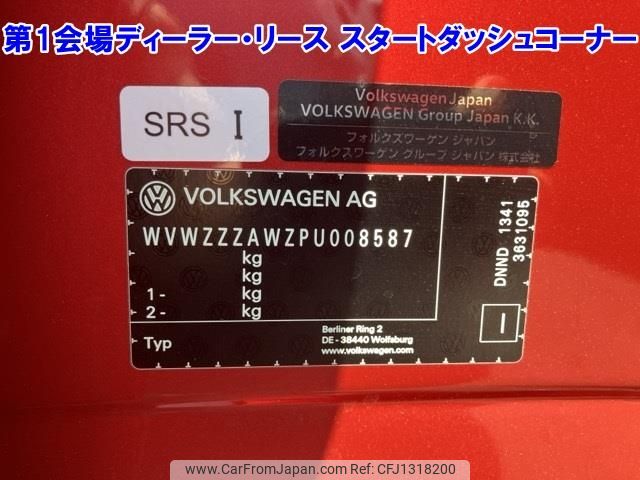 第1会場ディーラー・リース スタートダッシュコーナー
SRS I
Volkswagen Japan
VOLKSWAGEN Group Japan K.K.
フォルクスワーゲン ジャパン
フォルクスワーゲン グループ ジャパン 株式会社
VOLKSWAGEN AG
WVWZZZAWZPU008587
kg
kg
1- kg
2- kg
Typ
Berliner Ring 2
DE - 38440 Wolfsburg
www.volkswagen.com
DNND 1341
3631095
I
www.CarFromJapan.com - Ref No. CFJ1318200